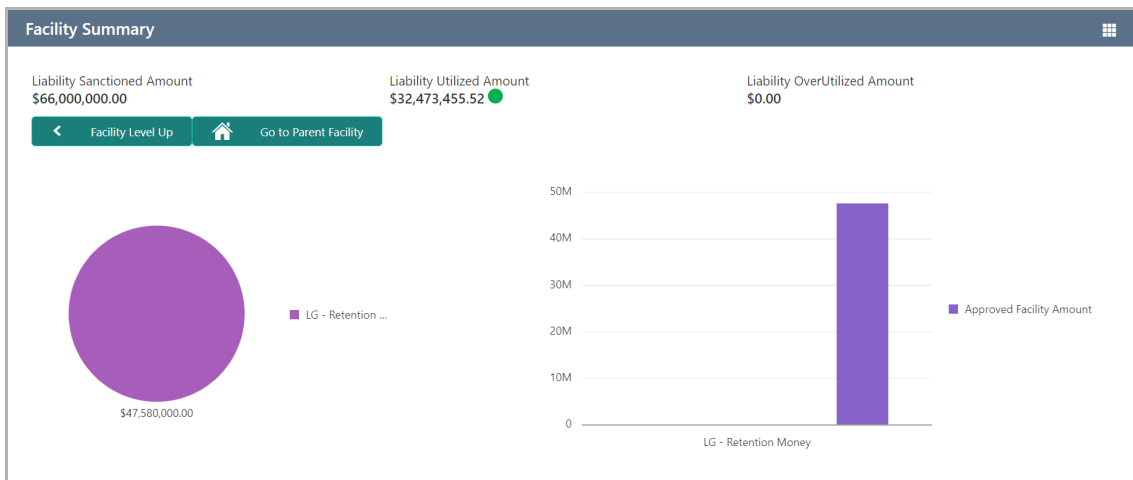 Facility Summary
Liability Sanctioned Amount
$66,000,000.00
Liability Utilized Amount
$32,473,455.52
Liability OverUtilized Amount
$0.00
Facility Level Up
Go to Parent Facility
LG - Retention ...
$47,580,000.00
50M
40M
30M
20M
10M
0
LG - Retention Money
Approved Facility Amount